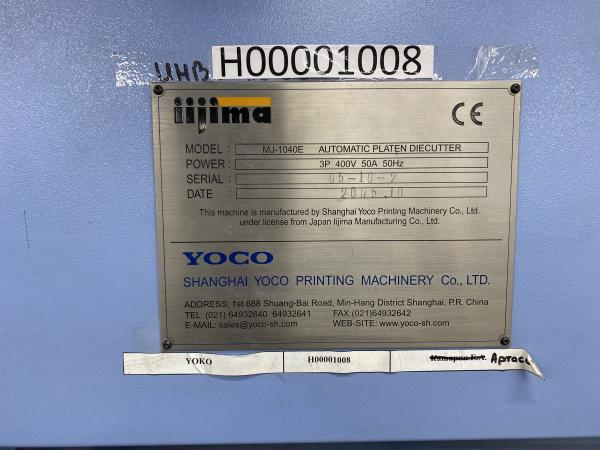 ИНВ H00001008
iijima
CE
MODEL : MJ-1040E AUTOMATIC PLATEN DIECUTTER
POWER: 3P 400V 50A 50Hz
SERIAL : 05-10-2
DATE : 2005.10
This machine is manufactured by Shanghai Yoco Printing Machinery Co., Ltd.
under license from Japan Iijima Manufacturing Co., Ltd.
YOCO
SHANGHAI YOCO PRINTING MACHINERY Co., LTD.
ADDRESS: 1st 688 Shuang-Bai Road, Min-Hang District Shanghai, P.R. China
TEL: (021) 64932640 64932641 FAX:(021)64932642
E-MAIL: sales@yoco-sh.com WEB-SITE: www.yoco-sh.com
YOKO H00001008